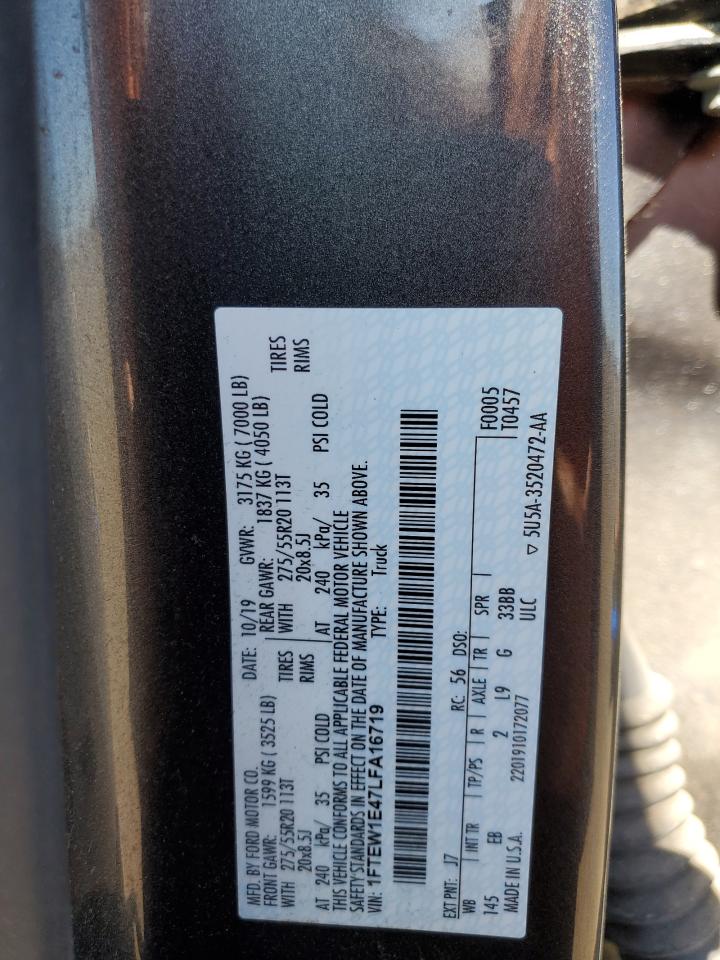 MFD. BY FORD MOTOR CO.
DATE: 10/19 GVWR: 3175 KG ( 7000 LB)
FRONT GAWR: 1599 KG ( 3525 LB) REAR GAWR: 1837 KG ( 4050 LB)
WITH 275/55R20 113T TIRES WITH 275/55R20 113T TIRES
20x8.5J RIMS 20x8.5J RIMS
AT 240 kPa/ 35 PSI COLD AT 240 kPa/ 35 PSI COLD
THIS VEHICLE CONFORMS TO ALL APPLICABLE FEDERAL MOTOR VEHICLE
SAFETY STANDARDS IN EFFECT ON THE DATE OF MANUFACTURE SHOWN ABOVE.
VIN: 1FTEW1E47LFA16719 TYPE: Truck
EXT PNT: J7 RC: 56 DSO: F0005
WB INT TR TP/PS R AXLE TR SPR T0457
145 EB 2 L9 G 33BB
MADE IN U.S.A. 2201910172077 ULC ▽ 5U5A-3520472-AA